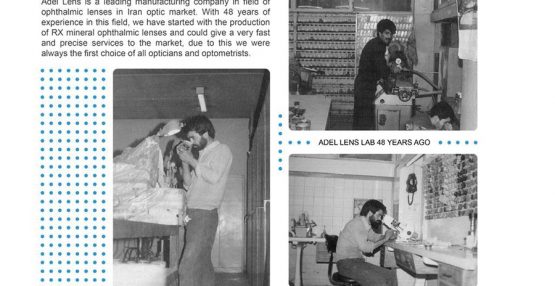 Adel Lens is a leading manufacturing company in field of
ophthalmic lenses in Iran optic market. With 48 years of
experience in this field, we have started with the production
of RX mineral ophthalmic lenses and could give a very fast
and precise services to the market, due to this we were
always the first choice of all opticians and optometrists.
ADEL LENS LAB 48 YEARS AGO